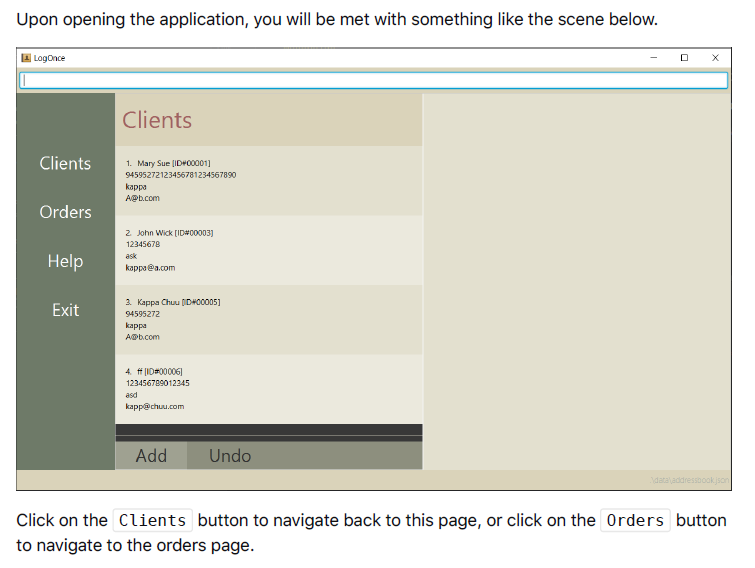 Upon opening the application, you will be met with something like the scene below.
LogOnce
Clients
Orders
Help
Exit
Clients
1. Mary Sue [ID#00001]
94595272123456781234567890
kappa
A@b.com
2. John Wick [ID#00003]
12345678
ask
kappa@a.com
3. Kappa Chuu [ID#00005]
94595272
kappa
A@b.com
4. ff [ID#00006]
123456789012345
asd
kapp@chuu.com
Add Undo
.\data\addressbook.json
Click on the Clients button to navigate back to this page, or click on the Orders button
to navigate to the orders page.